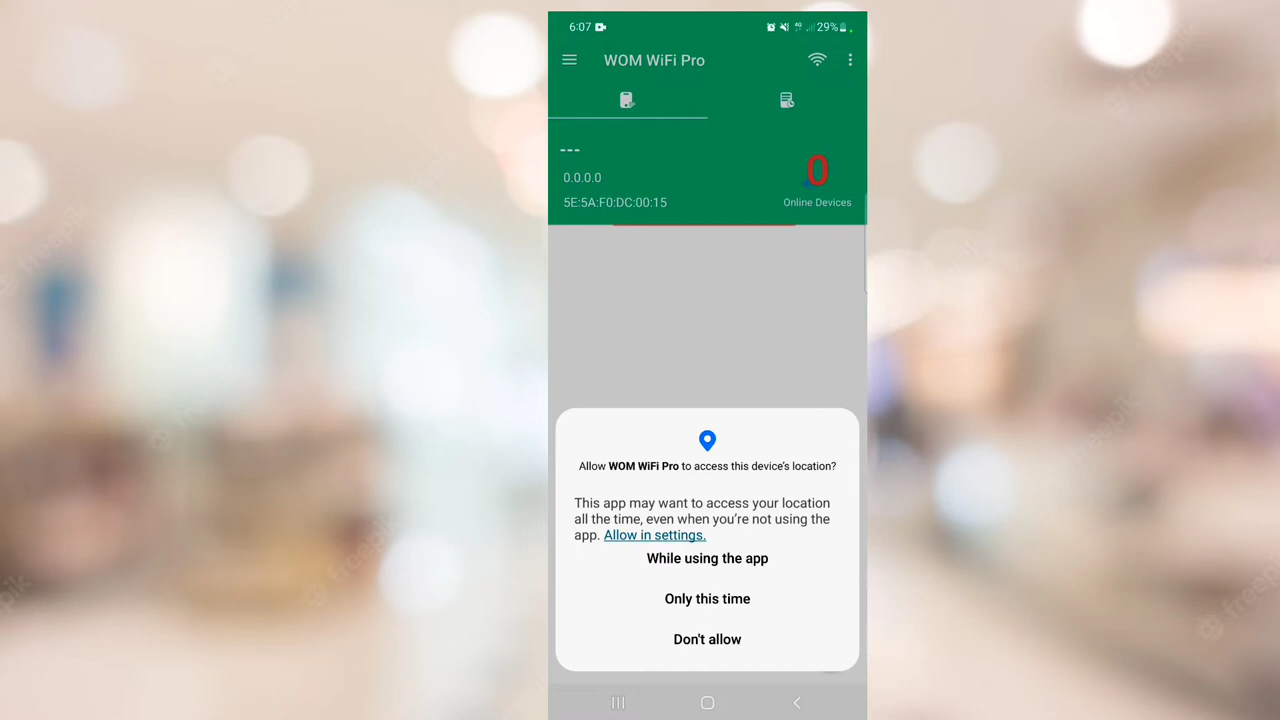 6:07
4G
29%
WOM WiFi Pro
---
0.0.0.0
5E:5A:F0:DC:00:15
0
Online Devices
Allow WOM WiFi Pro to access this device's location?
This app may want to access your location
all the time, even when you're not using the
app. Allow in settings.
While using the app
Only this time
Don't allow
freepik
freepik